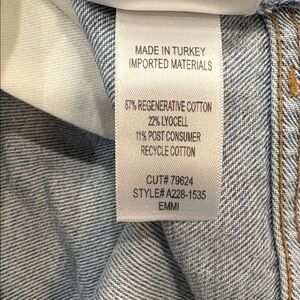 MADE IN TURKEY
IMPORTED MATERIALS
67% REGENERATIVE COTTON
22% LYOCELL
11% POST CONSUMER
RECYCLE COTTON
CUT# 79624
STYLE# A228-1535
EMMI